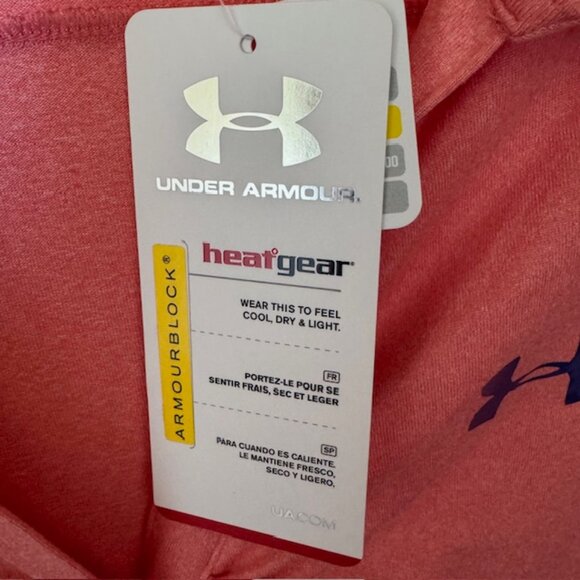 UNDER ARMOUR.
heatgear®
ARMOURBLOCK®
WEAR THIS TO FEEL
COOL, DRY & LIGHT.
FR
PORTEZ-LE POUR SE
SENTIR FRAIS, SEC ET LEGER
SP
PARA CUANDO ES CALIENTE.
LE MANTIENE FRESCO,
SECO Y LIGERO.
UA.COM